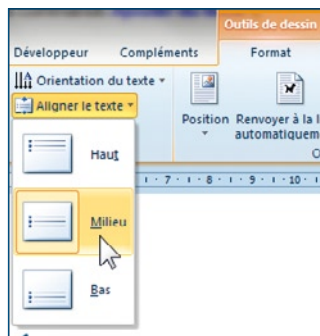 Outils de dessin
Développeur Compléments Format
Orientation du texte
Aligner le texte
Position Renvoyer à la l
automatiquem
Haut
7 8 9 10
Milieu
Bas